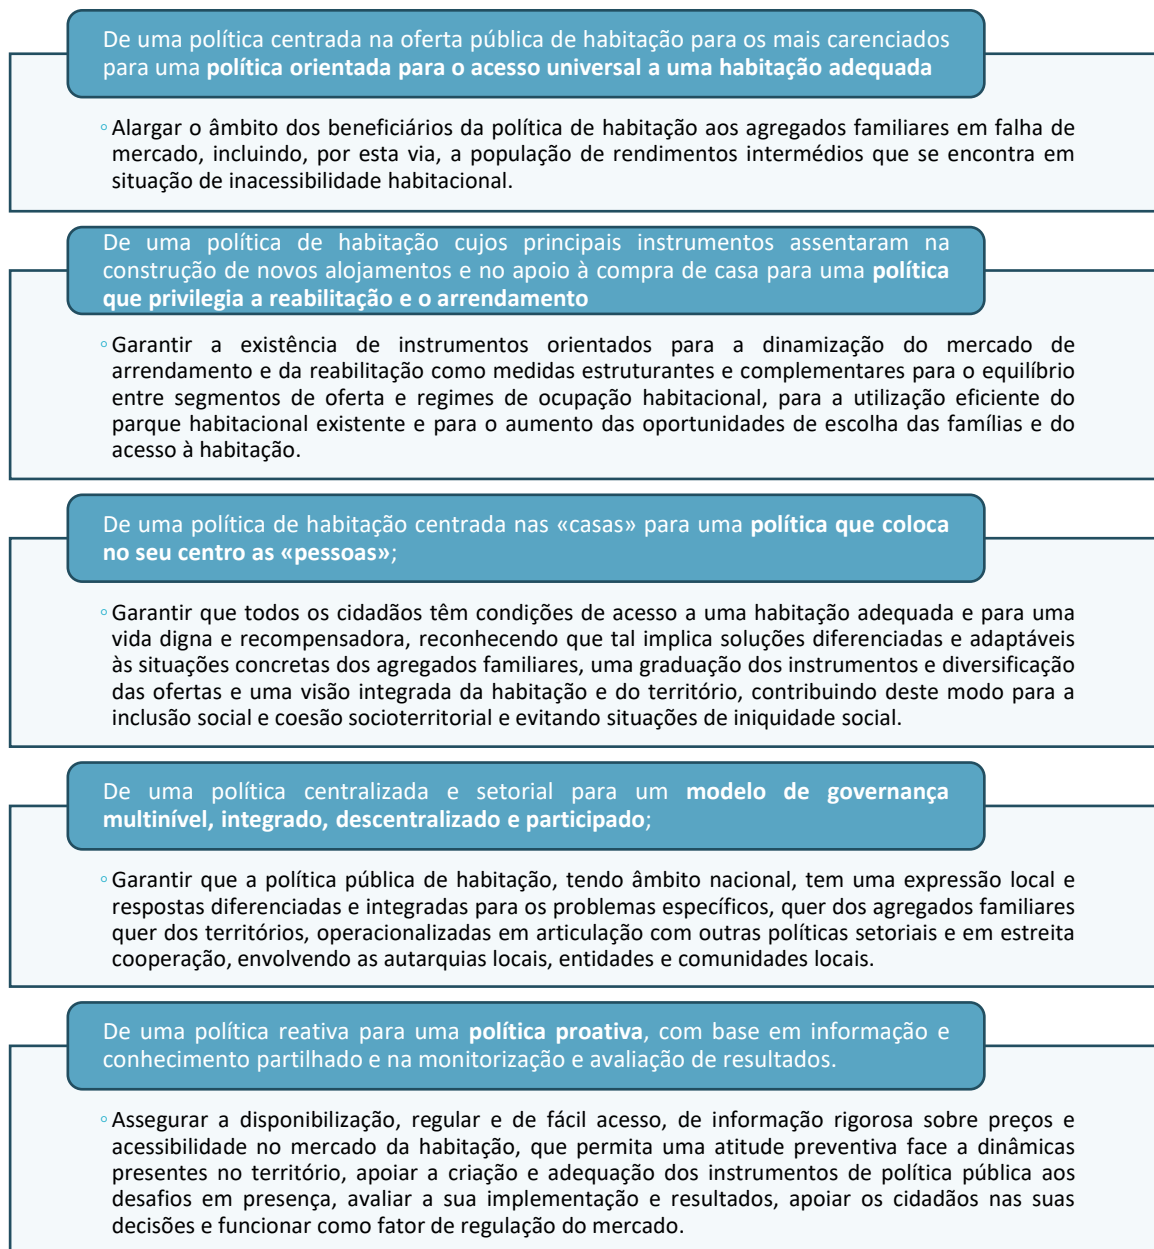 De uma política centrada na oferta pública de habitação para os mais carenciados
para uma política orientada para o acesso universal a uma habitação adequada
◦ Alargar o âmbito dos beneficiários da política de habitação aos agregados familiares em falha de
mercado, incluindo, por esta via, a população de rendimentos intermédios que se encontra em
situação de inacessibilidade habitacional.
De uma política de habitação cujos principais instrumentos assentaram na
construção de novos alojamentos e no apoio à compra de casa para uma política
que privilegia a reabilitação e o arrendamento
◦ Garantir a existência de instrumentos orientados para a dinamização do mercado de
arrendamento e da reabilitação como medidas estruturantes e complementares para o equilíbrio
entre segmentos de oferta e regimes de ocupação habitacional, para a utilização eficiente do
parque habitacional existente e para o aumento das oportunidades de escolha das famílias e do
acesso à habitação.
De uma política de habitação centrada nas «casas» para uma política que coloca
no seu centro as «pessoas»;
◦ Garantir que todos os cidadãos têm condições de acesso a uma habitação adequada e para uma
vida digna e recompensadora, reconhecendo que tal implica soluções diferenciadas e adaptáveis
às situações concretas dos agregados familiares, uma graduação dos instrumentos e diversificação
das ofertas e uma visão integrada da habitação e do território, contribuindo deste modo para a
inclusão social e coesão socioterritorial e evitando situações de iniquidade social.
De uma política centralizada e setorial para um modelo de governança
multinível, integrado, descentralizado e participado;
◦ Garantir que a política pública de habitação, tendo âmbito nacional, tem uma expressão local e
respostas diferenciadas e integradas para os problemas específicos, quer dos agregados familiares
quer dos territórios, operacionalizadas em articulação com outras políticas setoriais e em estreita
cooperação, envolvendo as autarquias locais, entidades e comunidades locais.
De uma política reativa para uma política proativa, com base em informação e
conhecimento partilhado e na monitorização e avaliação de resultados.
◦ Assegurar a disponibilização, regular e de fácil acesso, de informação rigorosa sobre preços e
acessibilidade no mercado da habitação, que permita uma atitude preventiva face a dinâmicas
presentes no território, apoiar a criação e adequação dos instrumentos de política pública aos
desafios em presença, avaliar a sua implementação e resultados, apoiar os cidadãos nas suas
decisões e funcionar como fator de regulação do mercado.